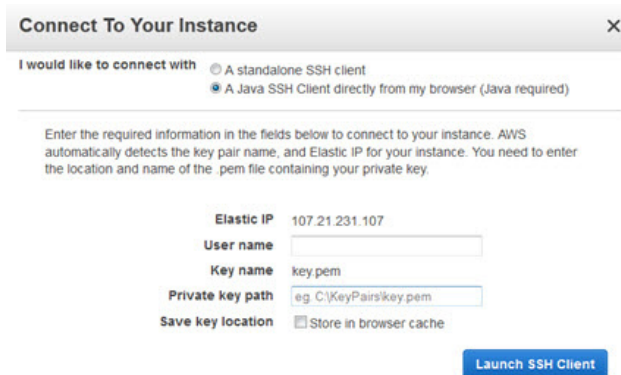 Connect To Your Instance
I would like to connect with A standalone SSH client
A Java SSH Client directly from my browser (Java required)
Enter the required information in the fields below to connect to your instance. AWS
automatically detects the key pair name, and Elastic IP for your instance. You need to enter
the location and name of the .pem file containing your private key.
Elastic IP 107.21.231.107
User name
Key name key.pem
Private key path eg. C:\KeyPairs\key.pem
Save key location Store in browser cache
Launch SSH Client